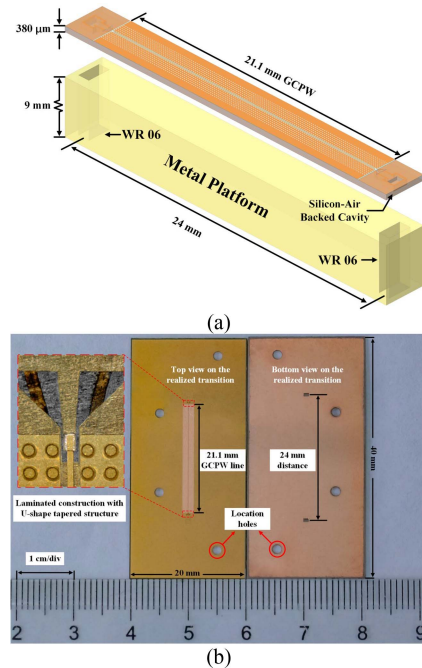 380 μm
21.1 mm GCPW
9 mm
WR 06
Metal Platform
Silicon-Air
Backed Cavity
24 mm
WR 06
(a)
Top view on the
realized transition
Bottom view on the
realized transition
21.1 mm
GCPW line
24 mm
distance
40 mm
Laminated construction with
U-shape tapered structure
Location
holes
1 cm/div
20 mm
2 3 4 5 6 7 8 9
(b)